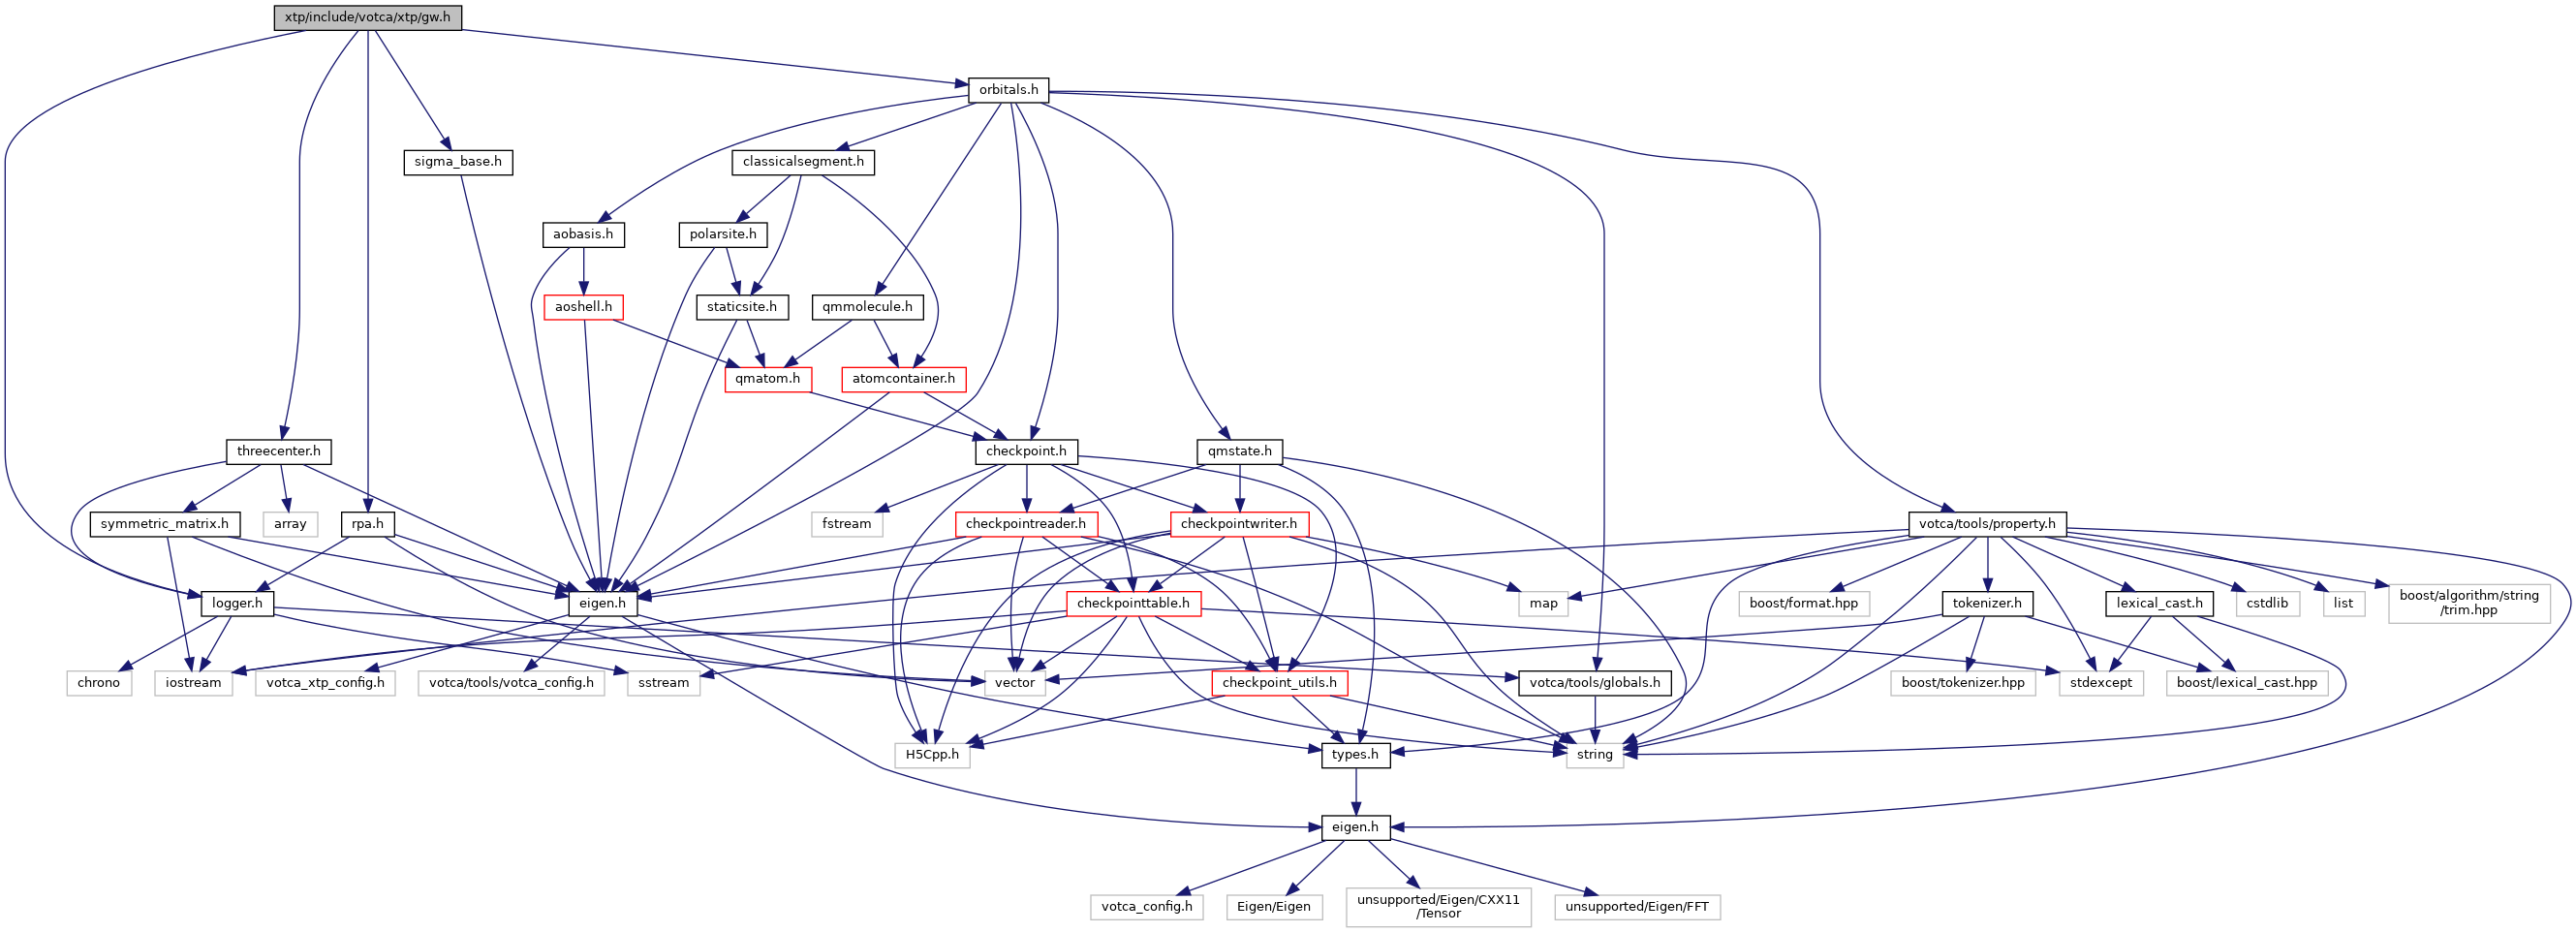 xtp/include/votca/xtp/gw.h
orbitals.h
sigma_base.h
classicalsegment.h
aobasis.h
polarsite.h
aoshell.h
staticsite.h
qmmolecule.h
qmatom.h
atomcontainer.h
threecenter.h
checkpoint.h
qmstate.h
symmetric_matrix.h
array
rpa.h
fstream
checkpointreader.h
checkpointwriter.h
votca/tools/property.h
logger.h
eigen.h
checkpointtable.h
map
boost/format.hpp
tokenizer.h
lexical_cast.h
cstdlib
list
boost/algorithm/string
/trim.hpp
chrono
iostream
votca_xtp_config.h
votca/tools/votca_config.h
sstream
vector
checkpoint_utils.h
votca/tools/globals.h
boost/tokenizer.hpp
stdexcept
boost/lexical_cast.hpp
H5Cpp.h
types.h
string
eigen.h
votca_config.h
Eigen/Eigen
unsupported/Eigen/CXX11
/Tensor
unsupported/Eigen/FFT